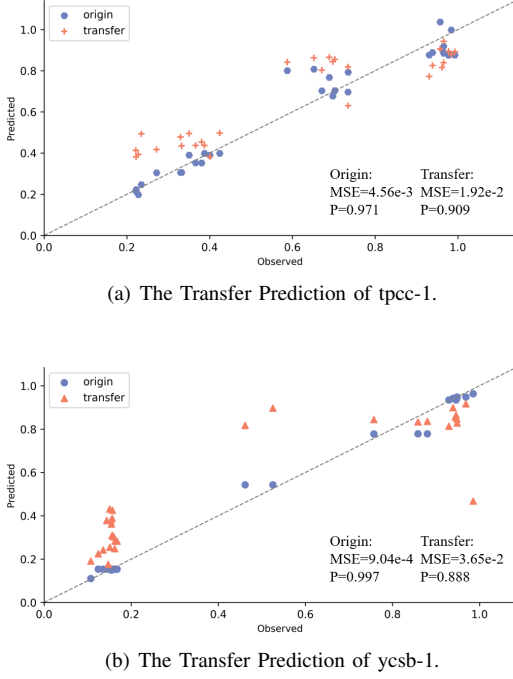 origin
transfer
1.0
0.8
0.6
0.4
0.2
0.0
Predicted
Origin: Transfer:
MSE=4.56e-3 MSE=1.92e-2
P=0.971 P=0.909
0.0 0.2 0.4 0.6 0.8 1.0
Observed
(a) The Transfer Prediction of tpcc-1.
origin
transfer
1.0
0.8
0.6
0.4
0.2
0.0
Predicted
Origin: Transfer:
MSE=9.04e-4 MSE=3.65e-2
P=0.997 P=0.888
0.0 0.2 0.4 0.6 0.8 1.0
Observed
(b) The Transfer Prediction of ycsb-1.